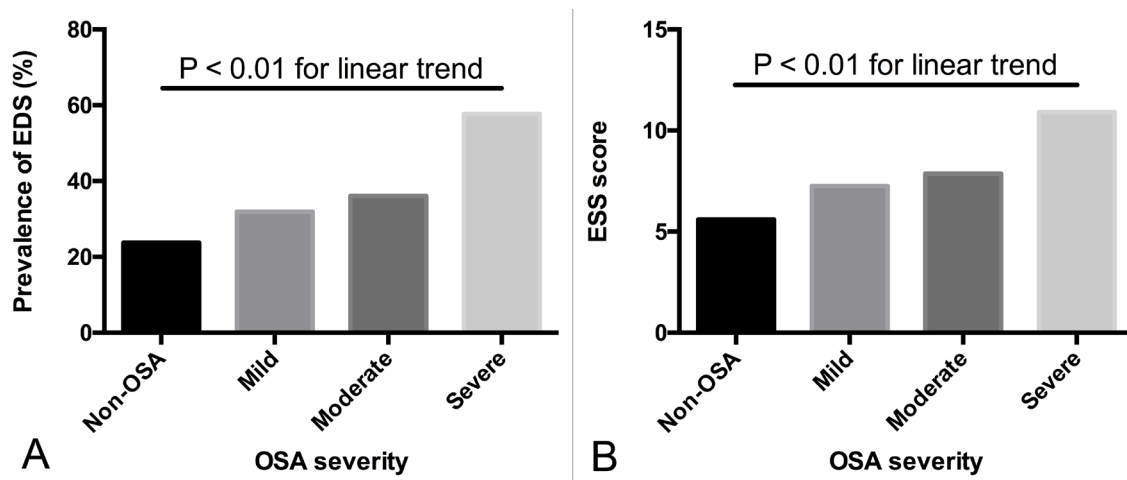 Prevalence of EDS (%)
80
60
40
20
0
P < 0.01 for linear trend
Non-OSA
Mild
Moderate
Severe
OSA severity
A
ESS score
15
10
5
0
P < 0.01 for linear trend
Non-OSA
Mild
Moderate
Severe
OSA severity
B